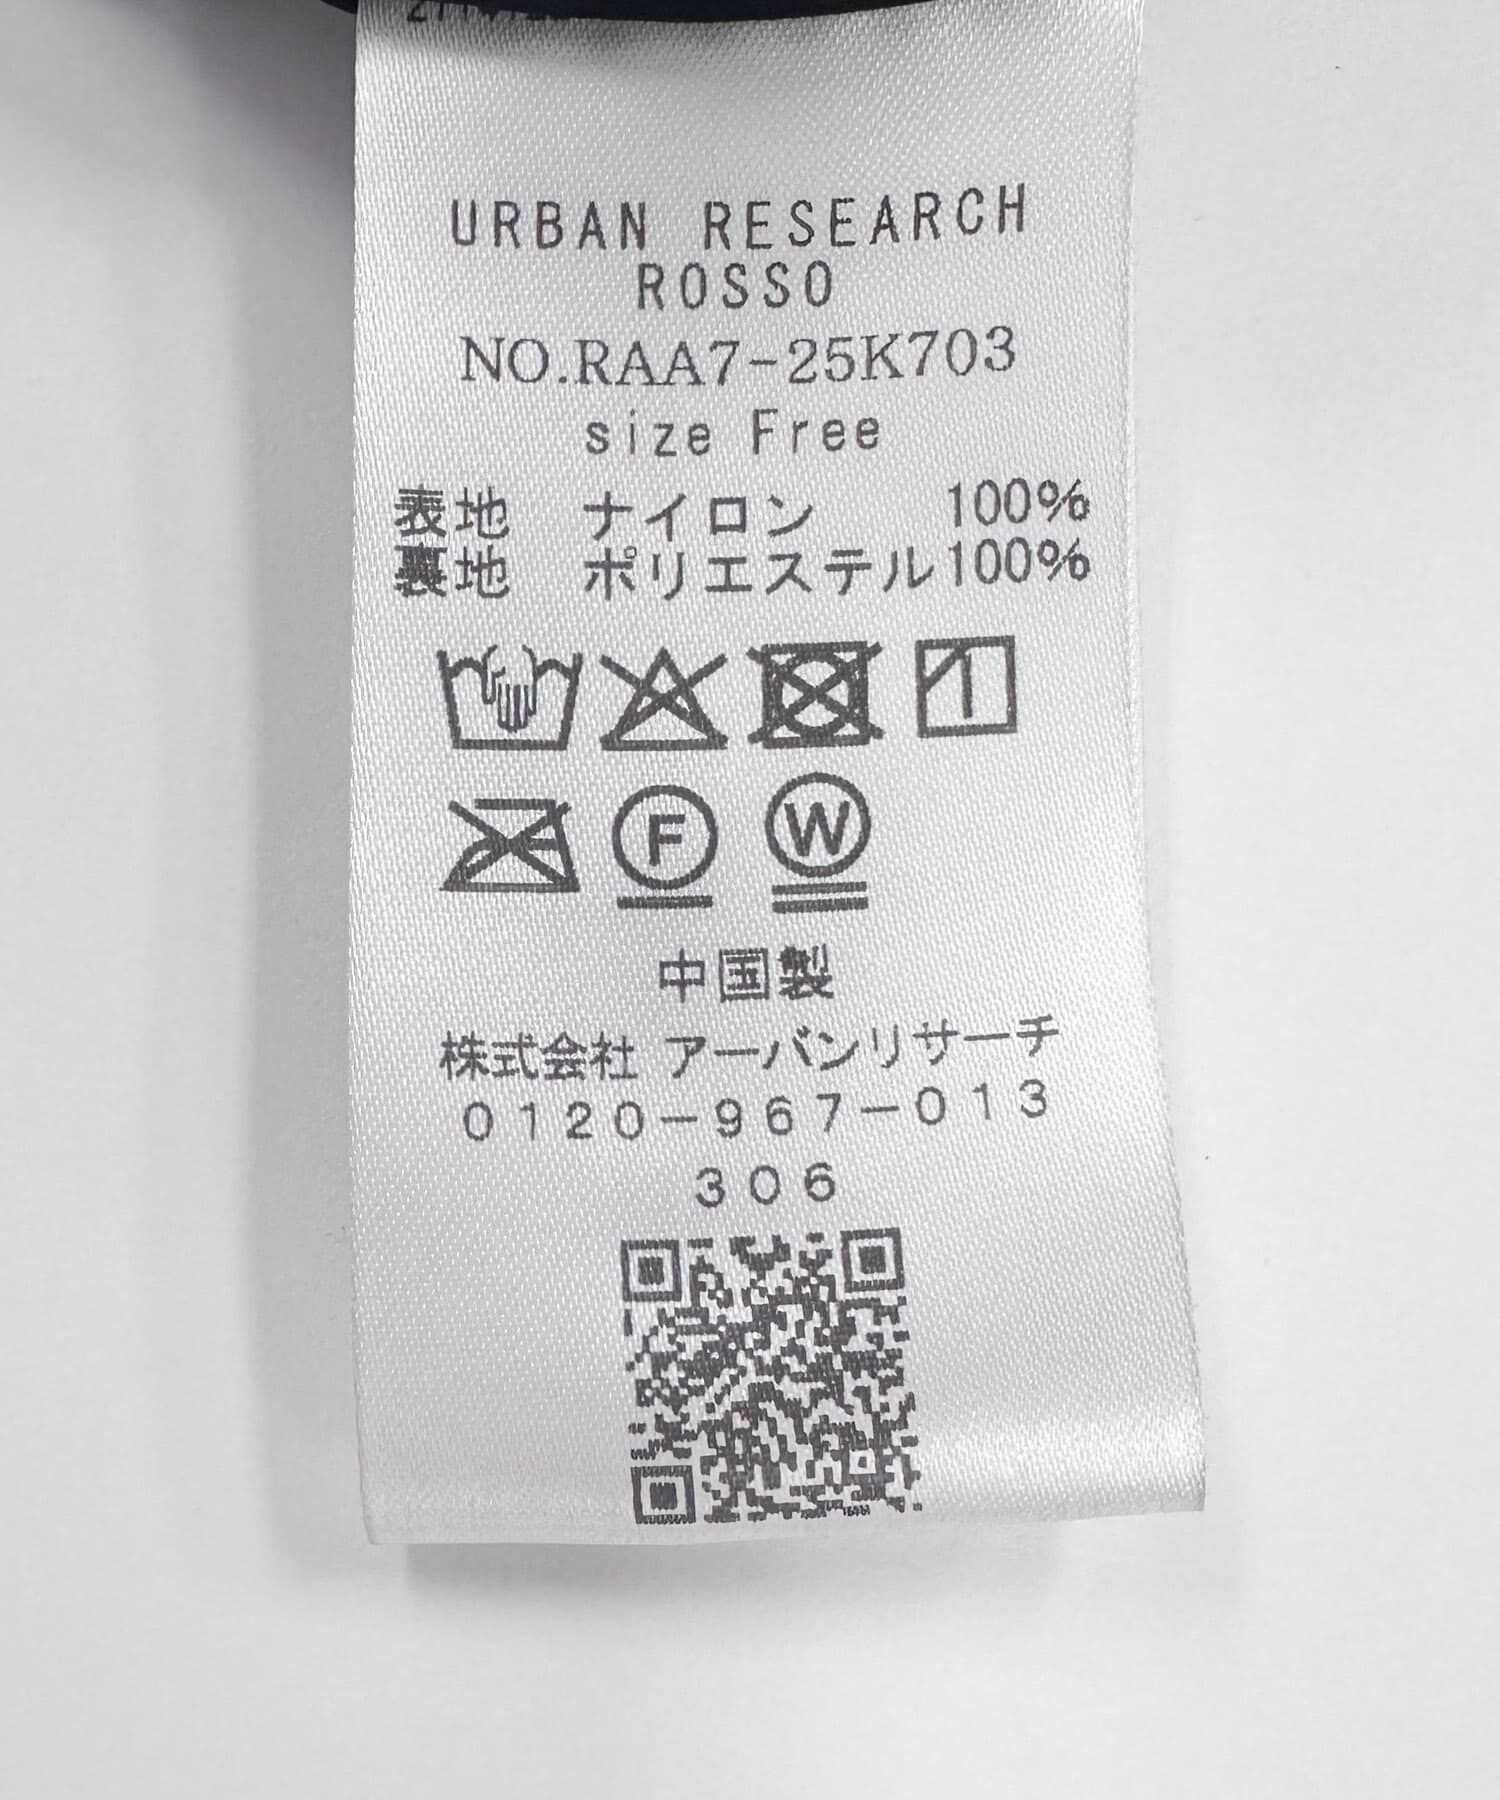 URBAN RESEARCH
ROSSO
NO.RAA7-25K703
size Free
表地 ナイロン 100%
裏地 ポリエステル100%
F W
中国製
株式会社 アーバンリサーチ
0120-967-013
306